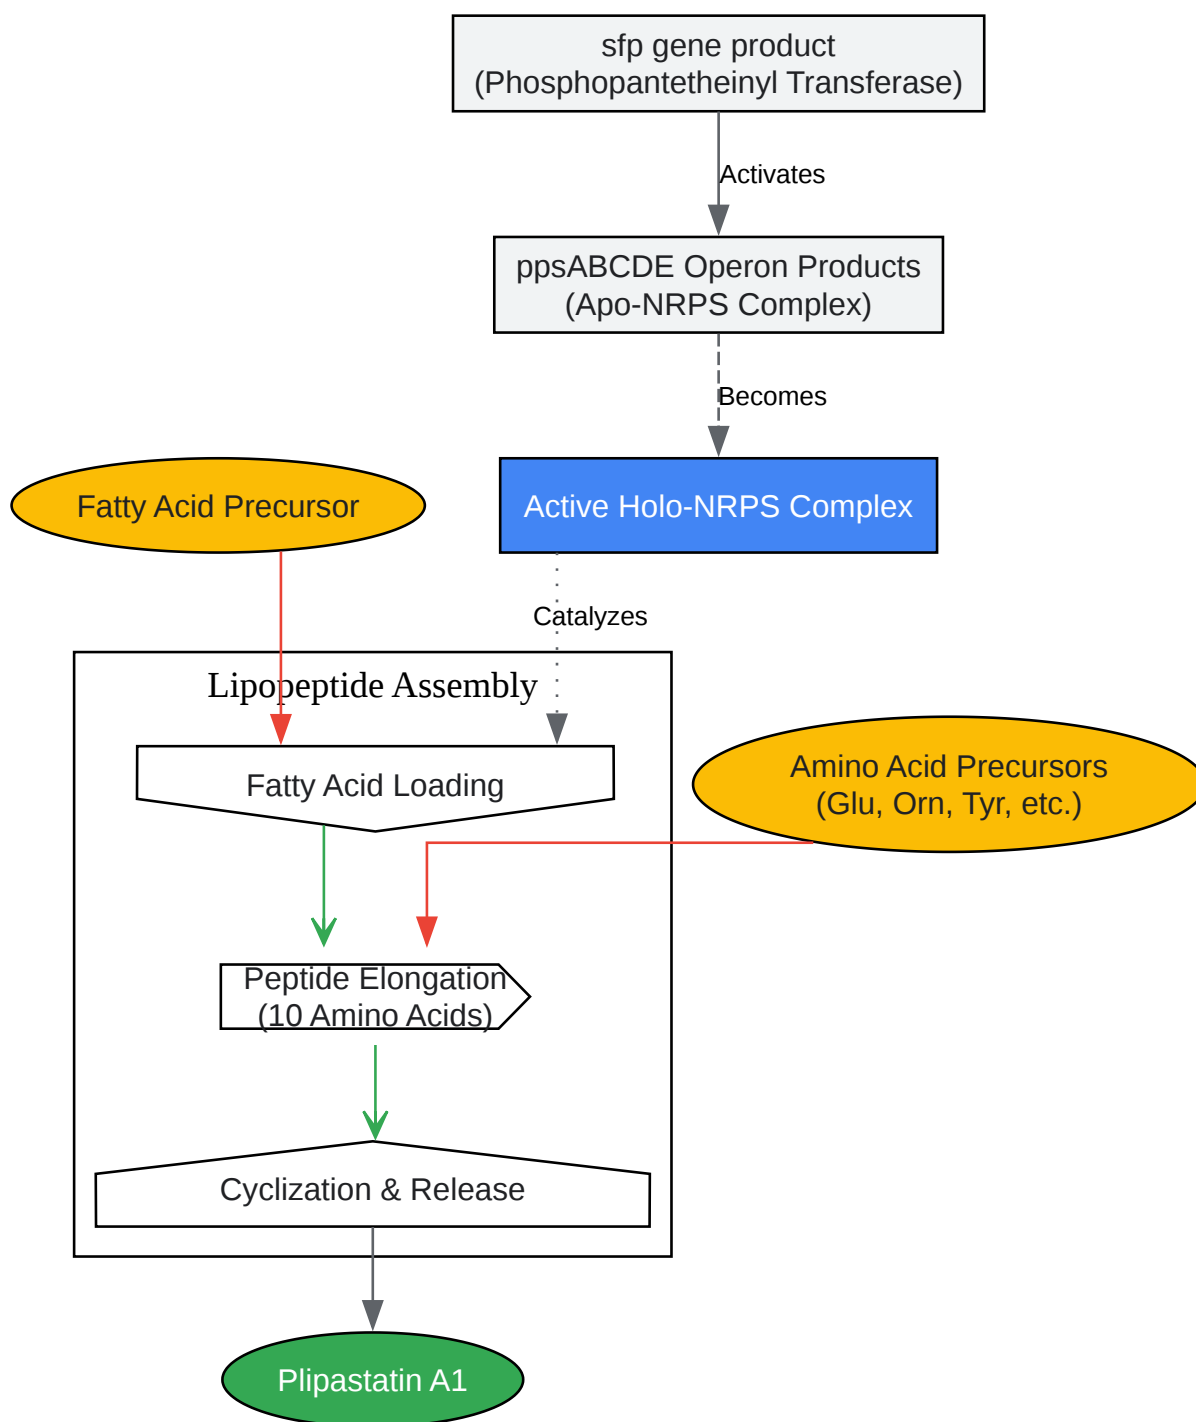 sfp gene product
(Phosphopantetheinyl Transferase)
Activates
ppsABCDE Operon Products
(Apo-NRPS Complex)
Becomes
Fatty Acid Precursor
Active Holo-NRPS Complex
Catalyzes
Lipopeptide Assembly
Fatty Acid Loading
Amino Acid Precursors
(Glu, Orn, Tyr, etc.)
Peptide Elongation
(10 Amino Acids)
Cyclization & Release
Plipastatin A1